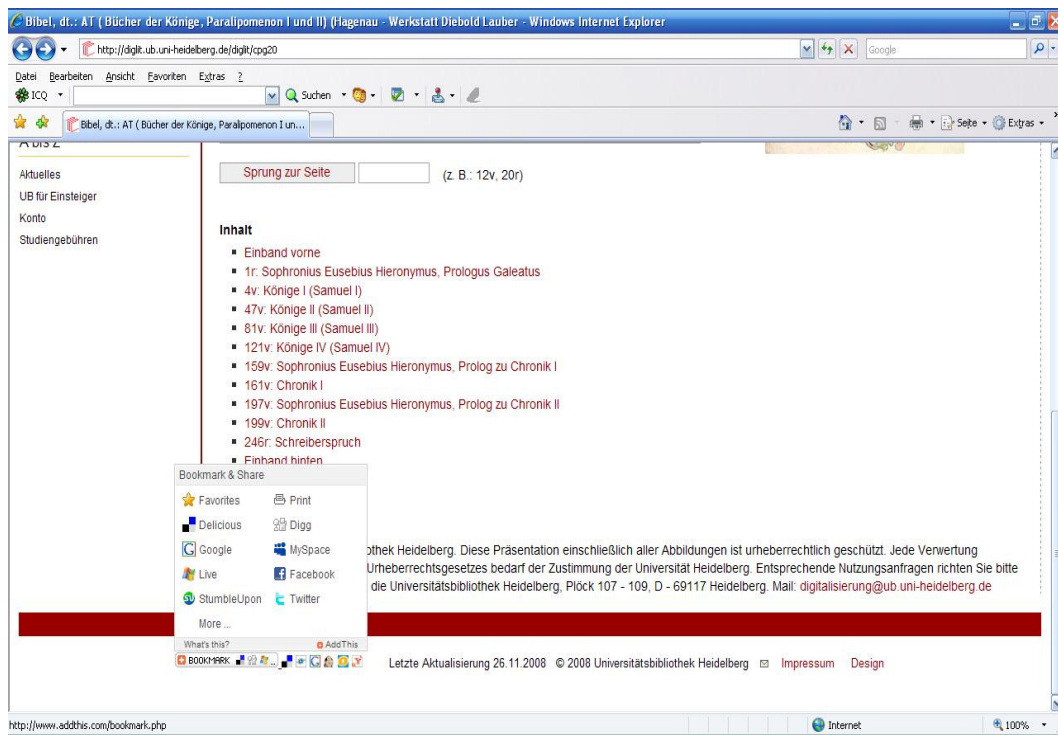 Bibel, dt.: AT ( Bücher der Könige, Paralipomenon I und II) (Hagenau - Werkstatt Diebold Lauber - Windows Internet Explorer
http://diglit.ub.uni-heidelberg.de/diglit/cpg20
Google
Datei Bearbeiten Ansicht Favoriten Extras ?
ICQ Suchen
Bibel, dt.: AT ( Bücher der Könige, Paralipomenon I un... Seite Extras
A bis Z
Aktuelles
UB für Einsteiger
Konto
Studiengebühren
Sprung zur Seite (z. B.: 12v, 20r)
Inhalt
Einband vorne
1r: Sophronius Eusebius Hieronymus, Prologus Galeatus
4v: Könige I (Samuel I)
47v: Könige II (Samuel II)
81v: Könige III (Samuel III)
121v: Könige IV (Samuel IV)
159v: Sophronius Eusebius Hieronymus, Prolog zu Chronik I
161v: Chronik I
197v: Sophronius Eusebius Hieronymus, Prolog zu Chronik II
199v: Chronik II
246r: Schreiberspruch
Einband hinten
Bookmark & Share
Favorites Print
Delicious Digg
Google MySpace
Live Facebook
StumbleUpon Twitter
More ...
What's this? AddThis
BOOKMARK
othek Heidelberg. Diese Präsentation einschließlich aller Abbildungen ist urheberrechtlich geschützt. Jede Verwertung
Urheberrechtsgesetzes bedarf der Zustimmung der Universität Heidelberg. Entsprechende Nutzungsanfragen richten Sie bitte
die Universitätsbibliothek Heidelberg, Plöck 107 - 109, D - 69117 Heidelberg. Mail: digitalisierung@ub.uni-heidelberg.de
Letzte Aktualisierung 26.11.2008 © 2008 Universitätsbibliothek Heidelberg Impressum Design
http://www.addthis.com/bookmark.php Internet 100%